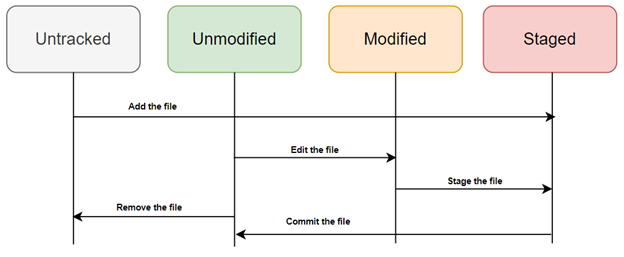 Untracked
Unmodified
Modified
Staged
Add the file
Edit the file
Stage the file
Remove the file
Commit the file